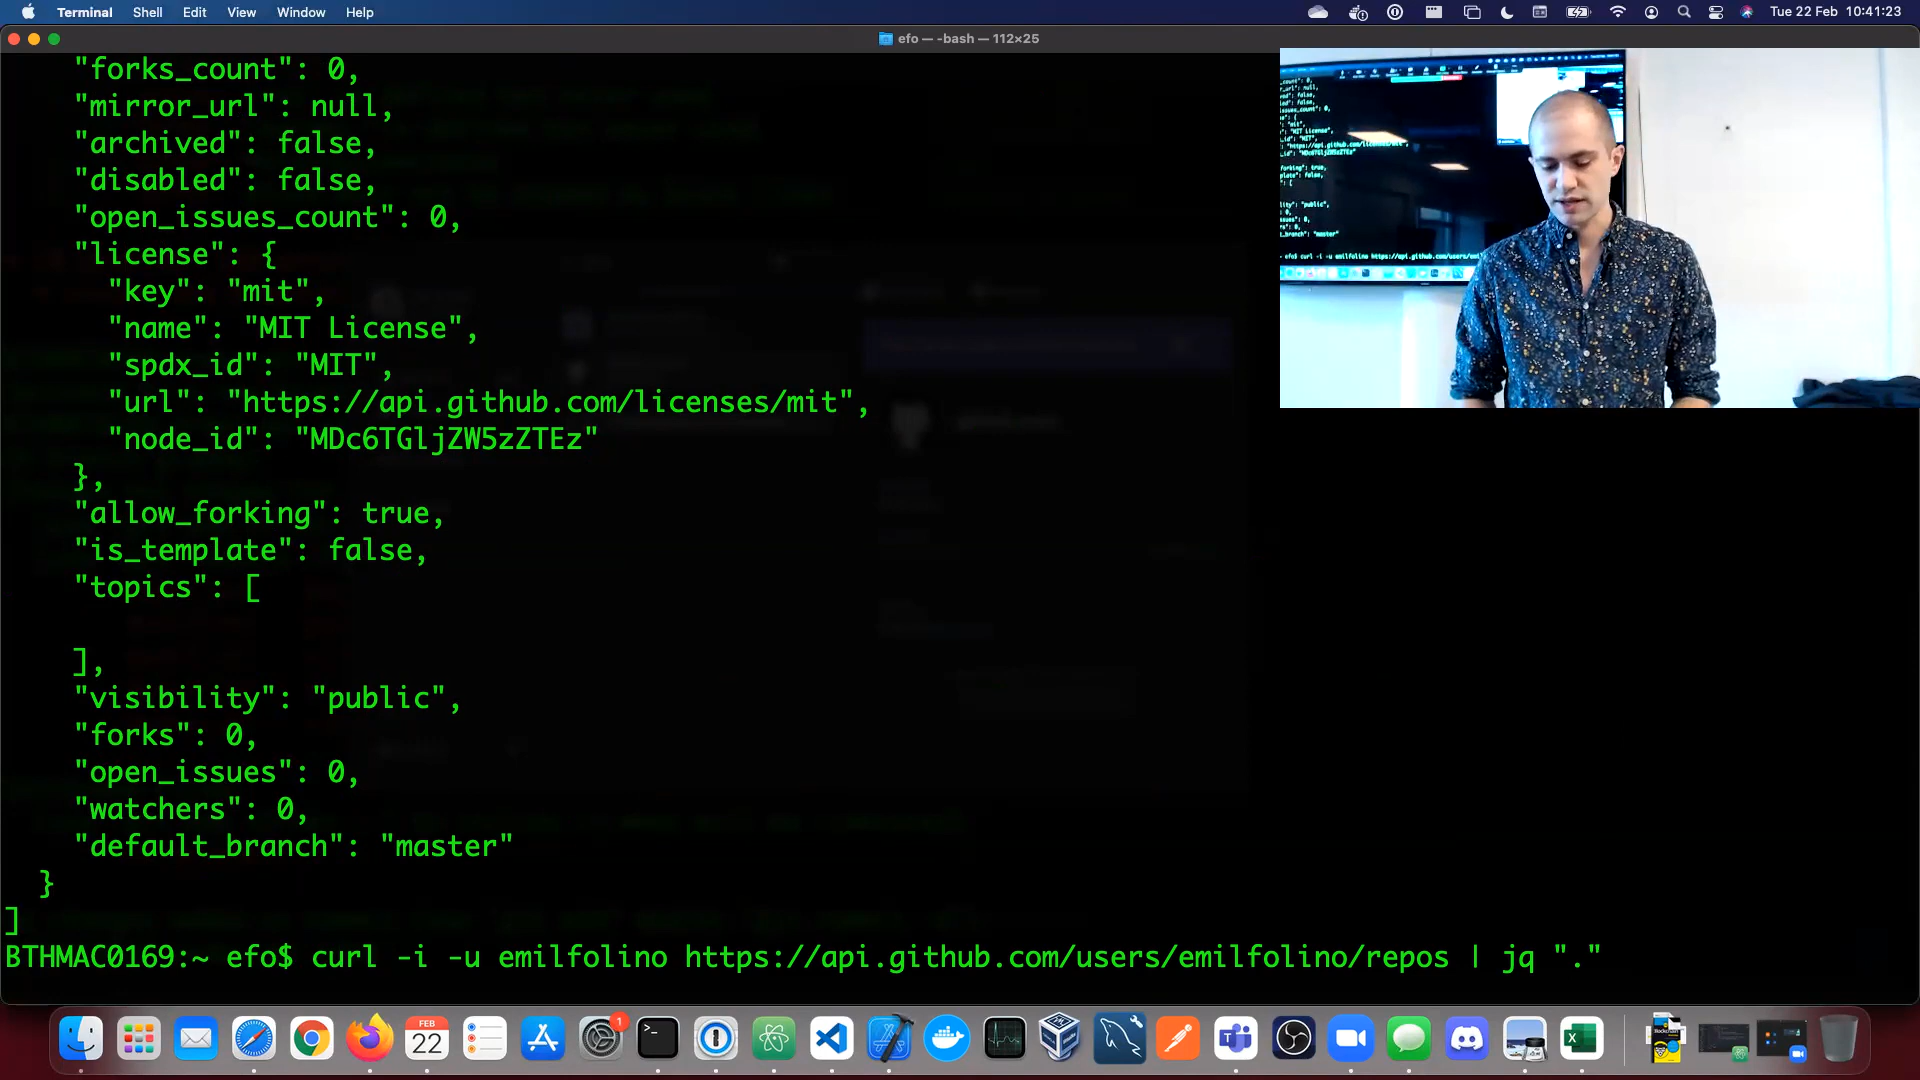 Terminal Shell Edit View Window Help
Tue 22 Feb 10:41:23
efo — -bash — 112×25
"forks_count": 0,
"mirror_url": null,
"archived": false,
"disabled": false,
"open_issues_count": 0,
"license": {
"key": "mit",
"name": "MIT License",
"spdx_id": "MIT",
"url": "https://api.github.com/licenses/mit",
"node_id": "MDc6TGljZW5zZTEz"
},
"allow_forking": true,
"is_template": false,
"topics": [
],
"visibility": "public",
"forks": 0,
"open_issues": 0,
"watchers": 0,
"default_branch": "master"
}
]
BTHMAC0169:~ efo$ curl -i -u emilfolino https://api.github.com/users/emilfolino/repos | jq "."
FEB
22
1